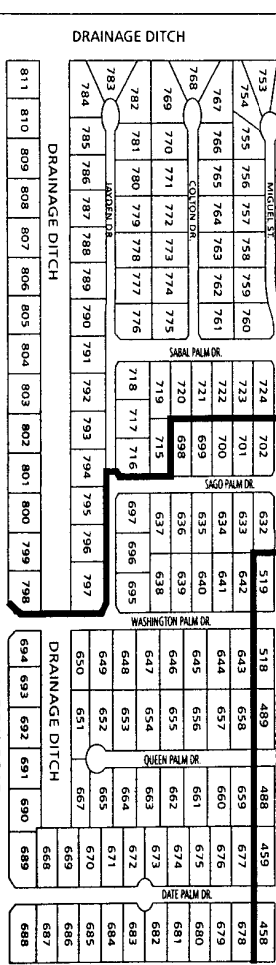 DRAINAGE DITCH
811 810 809 808 807 806 805 804 803 802 801 800 799 798
DRAINAGE DITCH
784 785 786 787 788 789 790 791 792 793 794 795 796 797
783
JAYDEN DR.
782 781 780 779 778 777 776
769 770 771 772 773 774 775
768
COLTON DR.
767 766 765 764 763 762 761
754 755 756 757 758 759 760
753
MIGUEL ST.
SABAL PALM DR.
718 717 716
719 720 721 722 723 724
715 698 699 700 701 702
SAGO PALM DR.
697 696 695
637 636 635 634 633 632
638 639 640 641 642 519
WASHINGTON PALM DR.
694 693 692 691 690 689
DRAINAGE DITCH
650 649 648 647 646 645 644 643 518
651 652 653 654 655 656 657 658 489
QUEEN PALM DR.
667 665 664 663 662 661 660 659 488
668 669 670 671 672 673 674 675 676 677 459
DATE PALM DR.
688 687 686 685 684 683 682 681 680 679 678 458